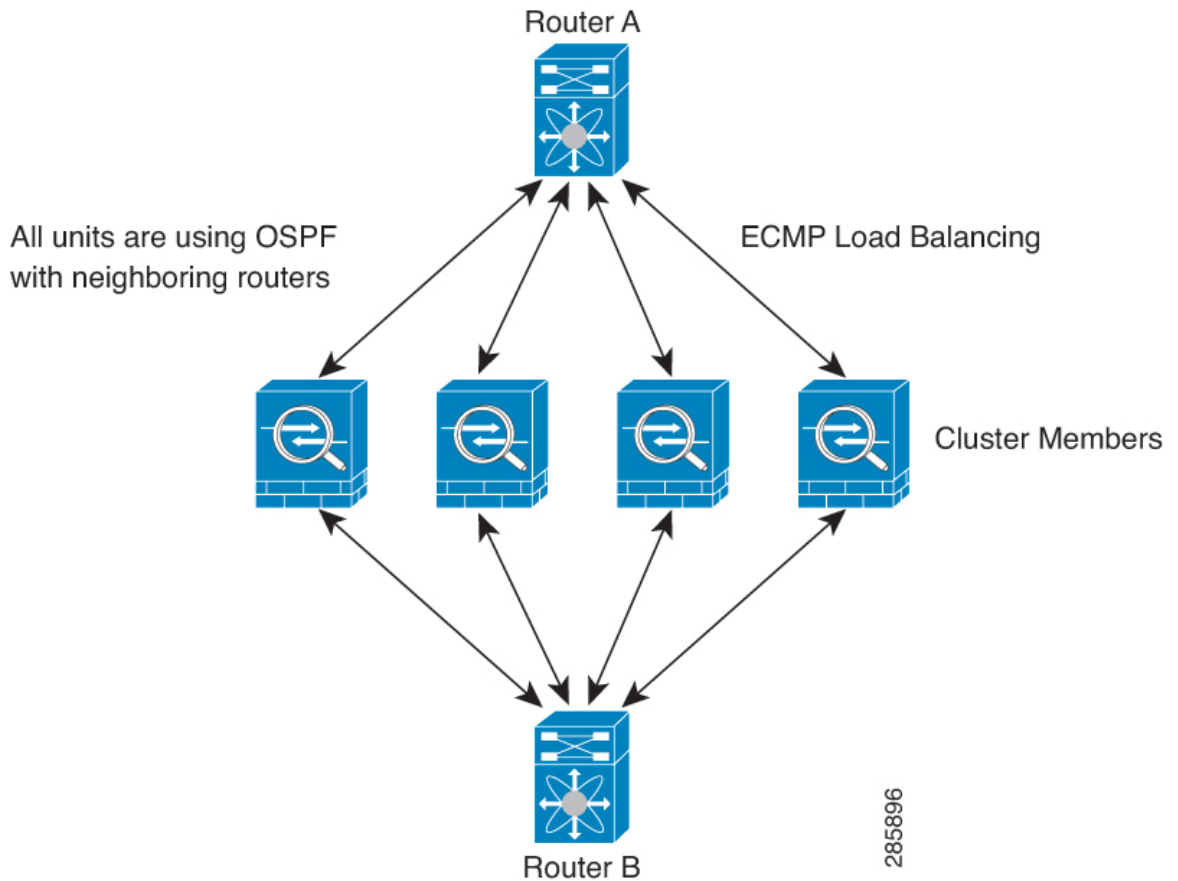 Router A
All units are using OSPF
with neighboring routers
ECMP Load Balancing
Cluster Members
Router B
285896